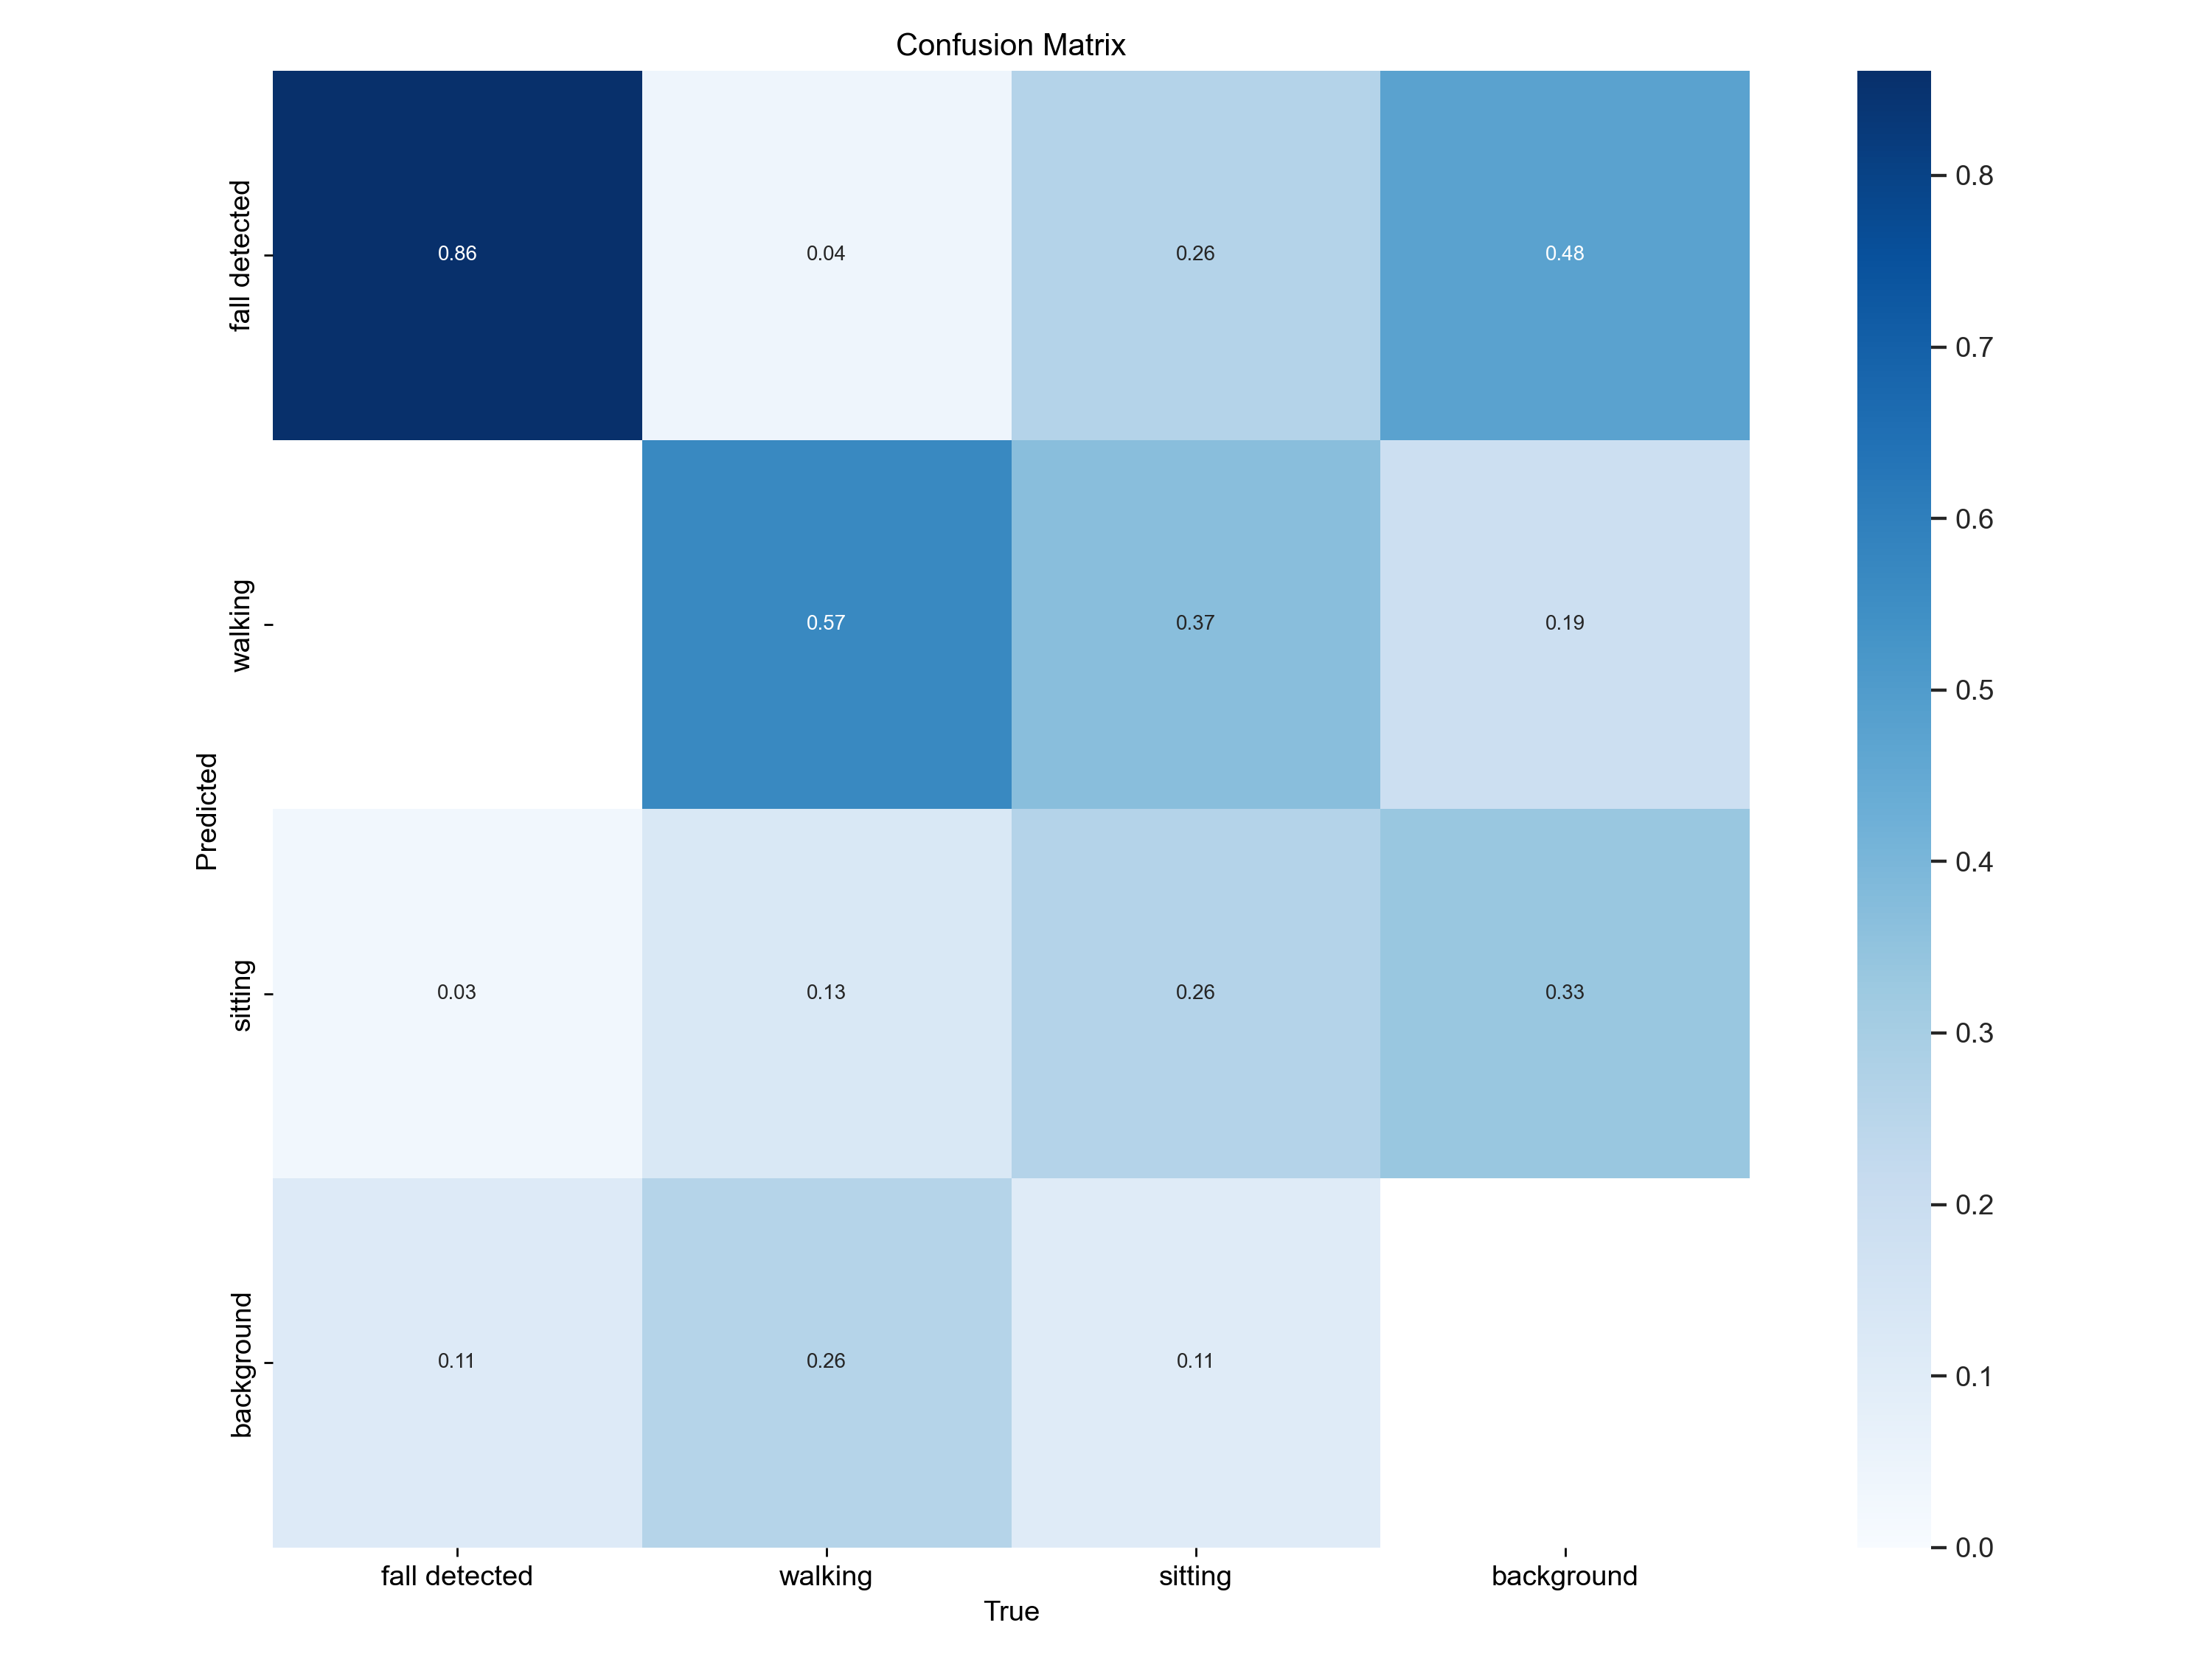 Confusion Matrix
fall detected
0.86
0.04
0.26
0.48
walking
0.57
0.37
0.19
Predicted
sitting
0.03
0.13
0.26
0.33
background
0.11
0.26
0.11
fall detected
walking
sitting
background
True
0.8
0.7
0.6
0.5
0.4
0.3
0.2
0.1
0.0